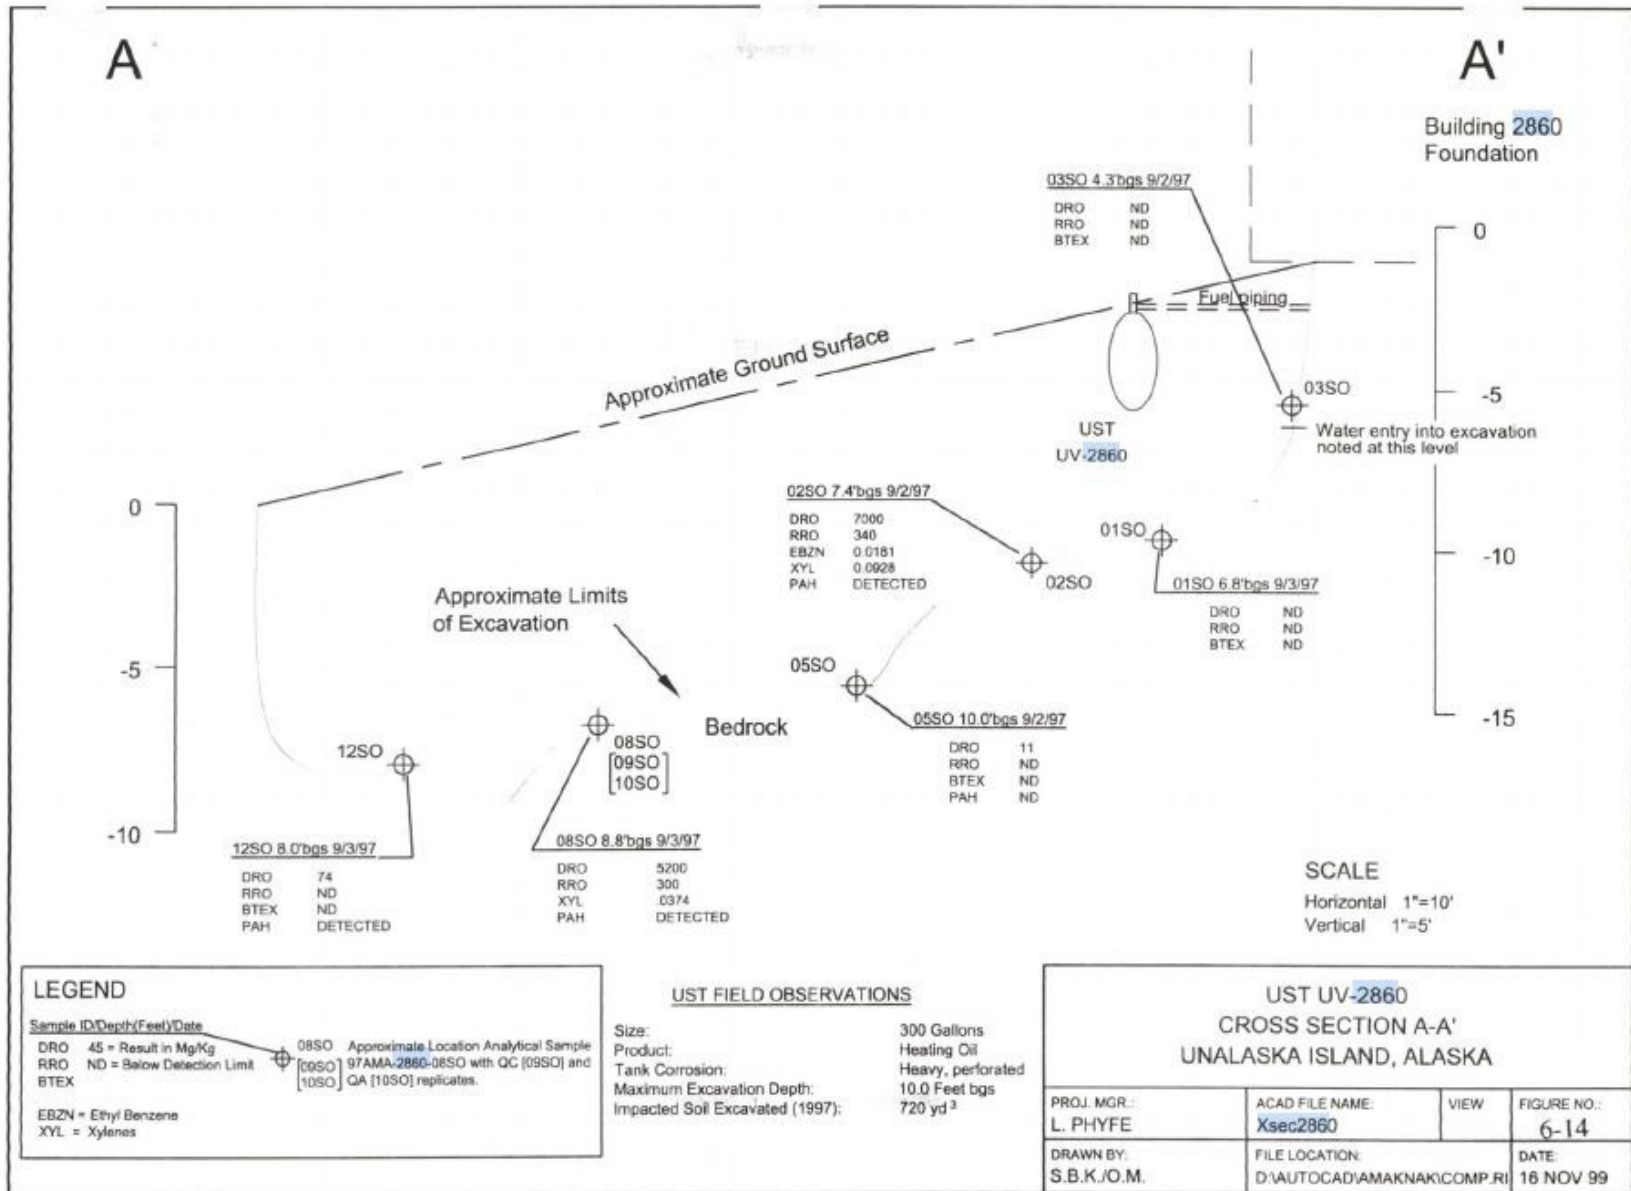 A
A'
Building 2860
Foundation
03SO 4.3'bgs 9/2/97
DRO ND
RRO ND
BTEX ND
0
-5
-10
-15
Fuel piping
Approximate Ground Surface
03SO
Water entry into excavation
noted at this level
UST
UV-2860
02SO 7.4'bgs 9/2/97
DRO 7000
RRO 340
EBZN 0.0181
XYL 0.0928
PAH DETECTED
02SO
01SO
01SO 6.8'bgs 9/3/97
DRO ND
RRO ND
BTEX ND
0
-5
-10
Approximate Limits
of Excavation
Bedrock
05SO
05SO 10.0'bgs 9/2/97
DRO 11
RRO ND
BTEX ND
PAH ND
12SO
08SO
[09SO]
[10SO]
12SO 8.0'bgs 9/3/97
DRO 74
RRO ND
BTEX ND
PAH DETECTED
08SO 8.8'bgs 9/3/97
DRO 5200
RRO 300
XYL .0374
PAH DETECTED
SCALE
Horizontal 1"=10'
Vertical 1"=5'
LEGEND
Sample ID/Depth(Feet)/Date
DRO 45 = Result in Mg/Kg
RRO ND = Below Detection Limit
BTEX
EBZN = Ethyl Benzene
XYL = Xylenes
08SO Approximate Location Analytical Sample
[09SO] 97AMA-2860-08SO with QC [09SO] and
[10SO] QA [10SO] replicates.
UST FIELD OBSERVATIONS
Size: 300 Gallons
Product: Heating Oil
Tank Corrosion: Heavy, perforated
Maximum Excavation Depth: 10.0 Feet bgs
Impacted Soil Excavated (1997): 720 yd³
UST UV-2860
CROSS SECTION A-A'
UNALASKA ISLAND, ALASKA
PROJ. MGR.:
L. PHYFE
ACAD FILE NAME:
Xsec2860
VIEW
FIGURE NO.:
6-14
DRAWN BY:
S.B.K./O.M.
FILE LOCATION:
D:\AUTOCAD\AMAKNAK\COMP.RI
DATE:
16 NOV 99